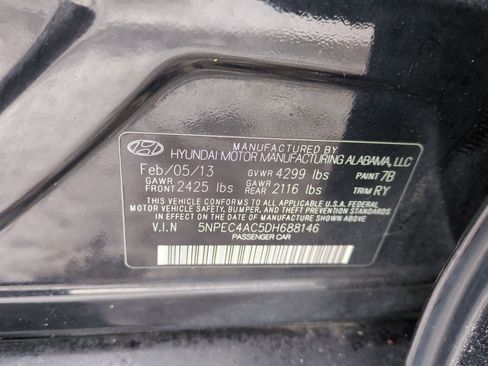 MANUFACTURED BY
HYUNDAI MOTOR MANUFACTURING ALABAMA, LLC
Feb/05/13 GVWR 4299 lbs PAINT 7B
GAWR FRONT 2425 lbs GAWR REAR 2116 lbs TRIM RY
THIS VEHICLE CONFORMS TO ALL APPLICABLE U.S.A. FEDERAL
MOTOR VEHICLE SAFETY, BUMPER, AND THEFT PREVENTION STANDARDS
IN EFFECT ON THE DATE OF MANUFACTURE SHOWN ABOVE
V.I.N 5NPEC4AC5DH688146
PASSENGER CAR